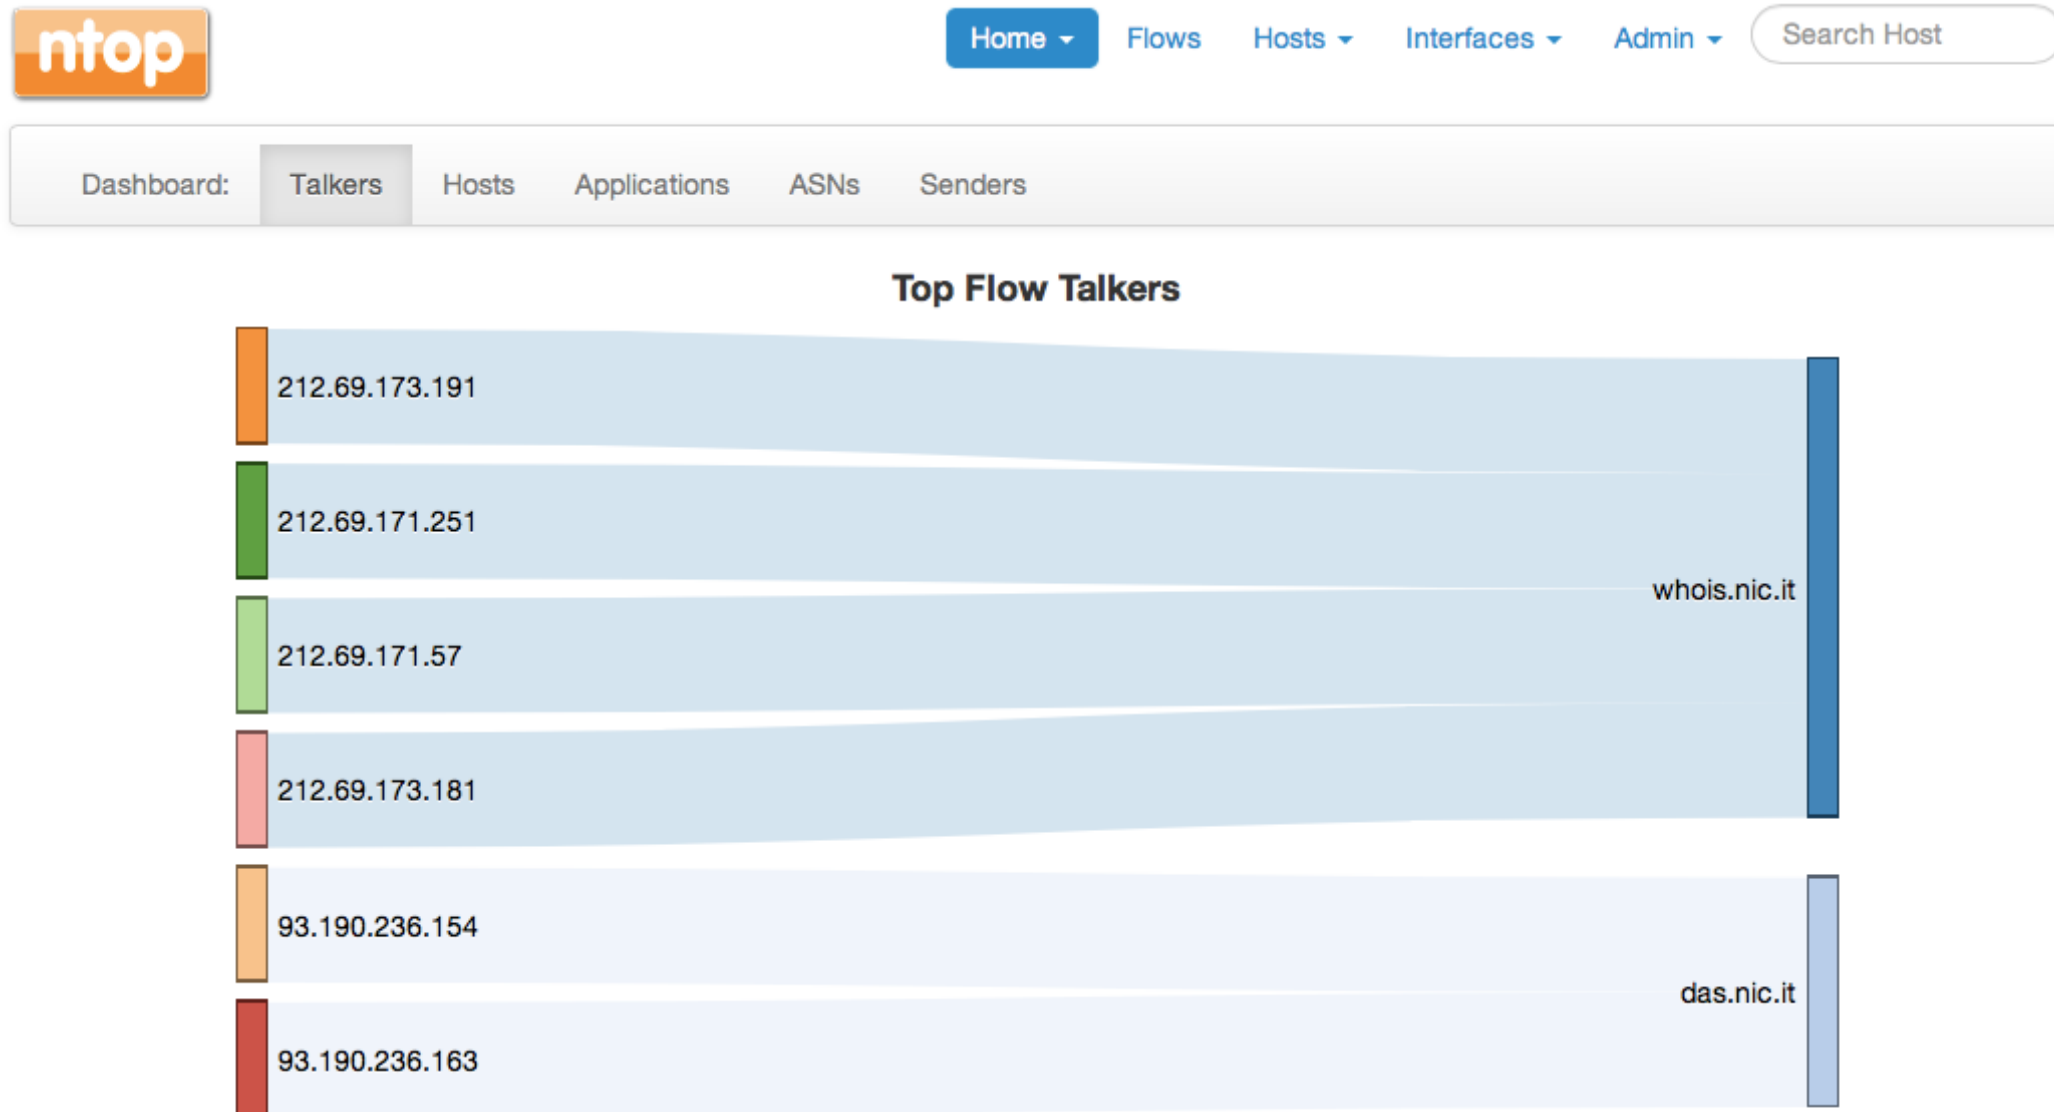 ntop
Home Flows Hosts Interfaces Admin Search Host
Dashboard: Talkers Hosts Applications ASNs Senders
Top Flow Talkers
212.69.173.191
212.69.171.251
whois.nic.it
212.69.171.57
212.69.173.181
93.190.236.154
das.nic.it
93.190.236.163